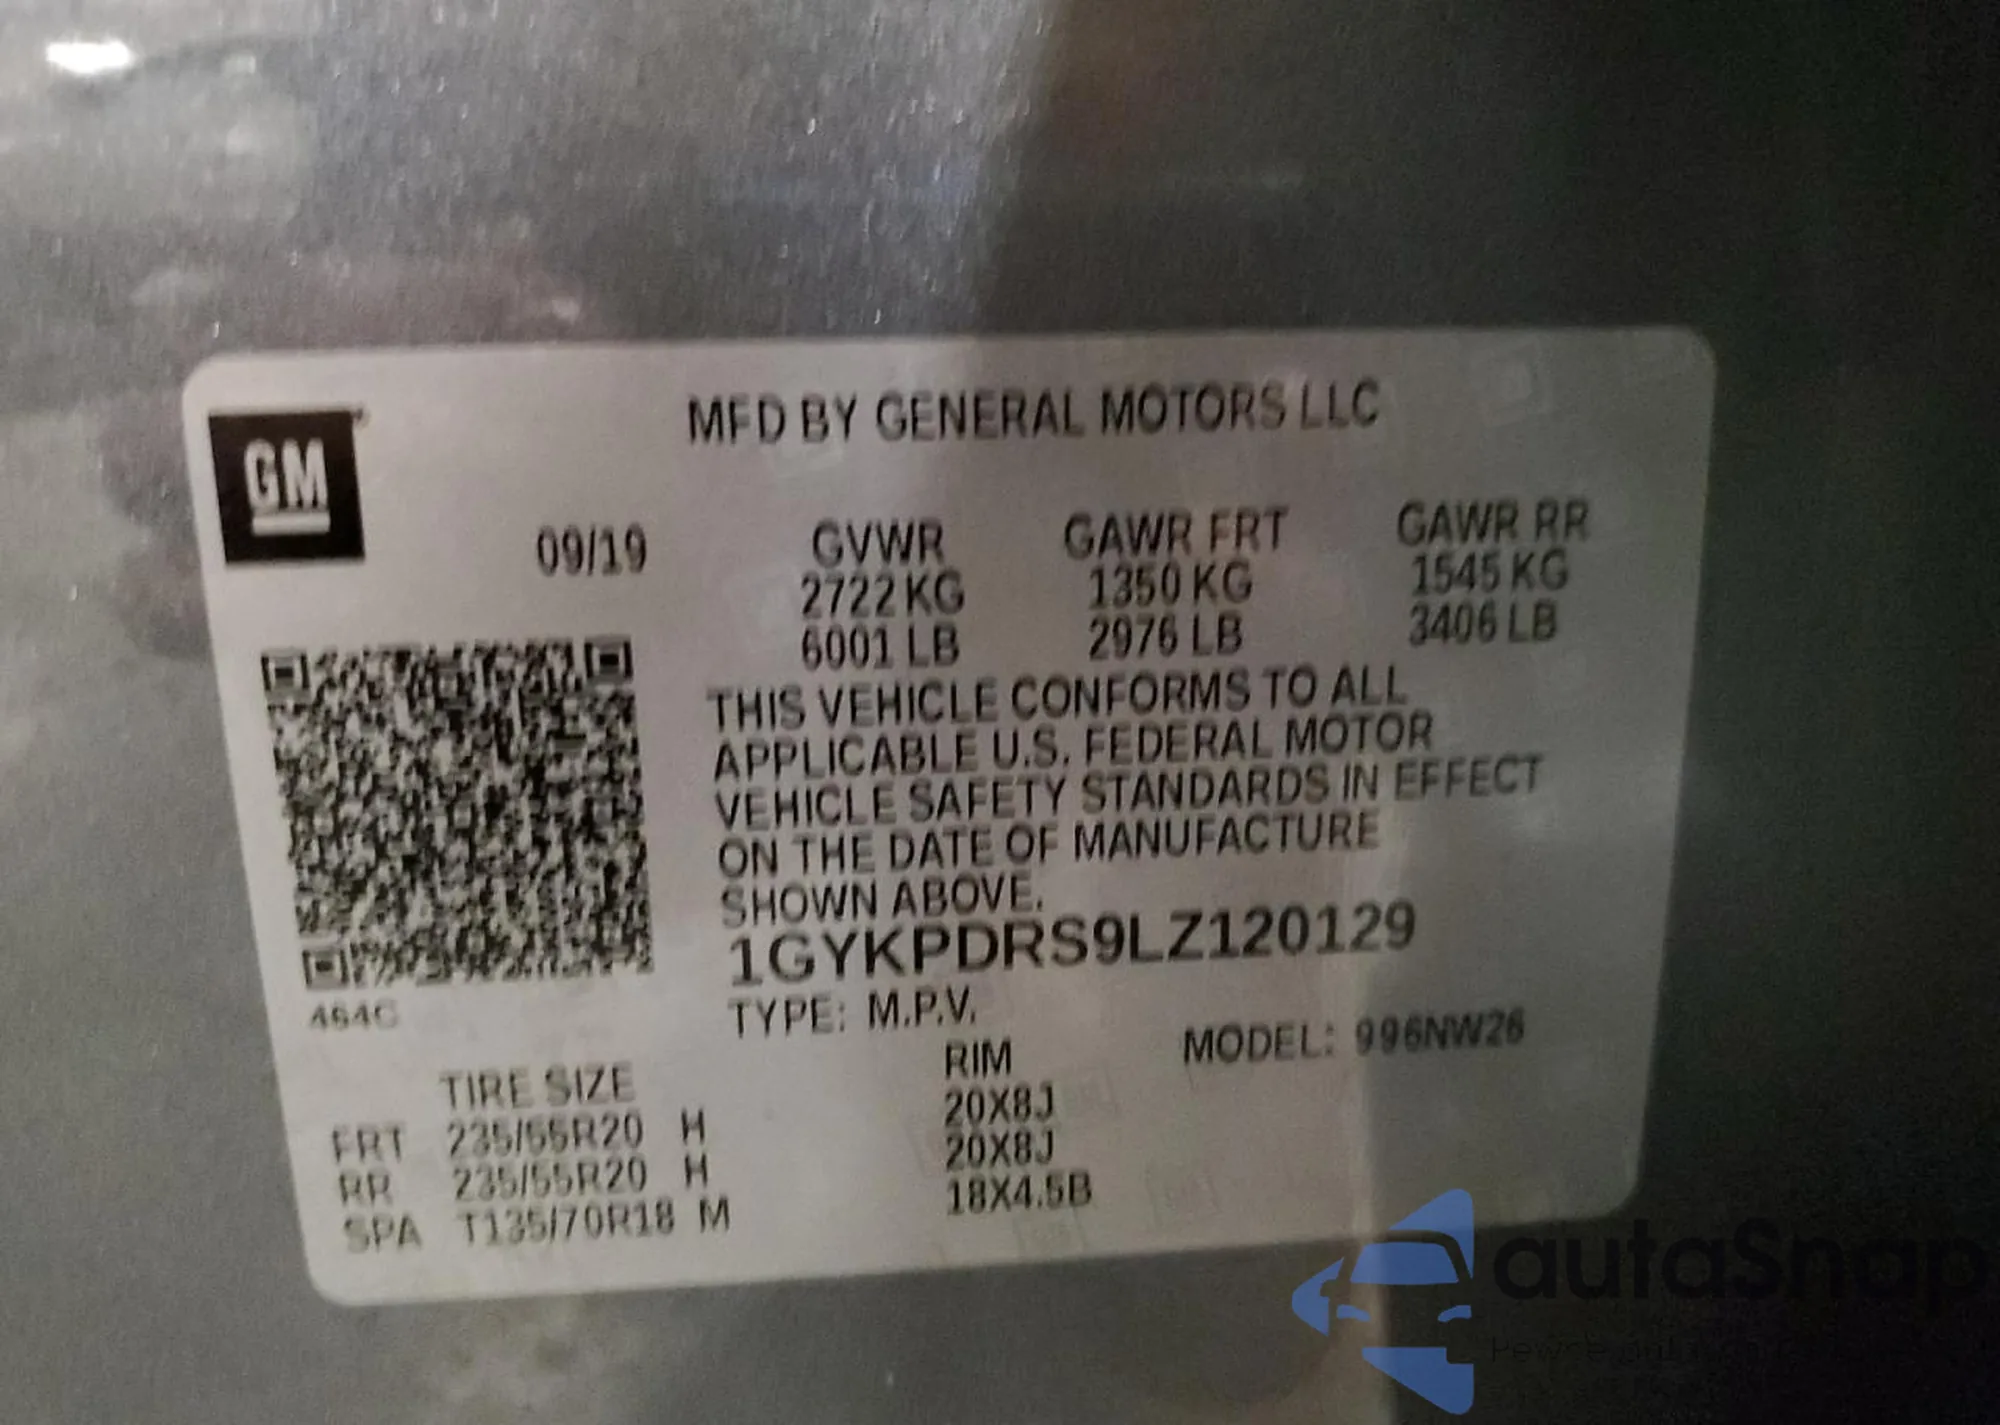 GM
MFD BY GENERAL MOTORS LLC
09/19 GVWR GAWR FRT GAWR RR
2722 KG 1350 KG 1545 KG
6001 LB 2976 LB 3406 LB
THIS VEHICLE CONFORMS TO ALL
APPLICABLE U.S. FEDERAL MOTOR
VEHICLE SAFETY STANDARDS IN EFFECT
ON THE DATE OF MANUFACTURE
SHOWN ABOVE.
1GYKPDRS9LZ120129
TYPE: M.P.V. MODEL: 996NW26
464C
TIRE SIZE RIM
FRT 235/55R20 H 20X8J
RR 235/55R20 H 20X8J
SPA T135/70R18 M 18X4.5B
autaSnap